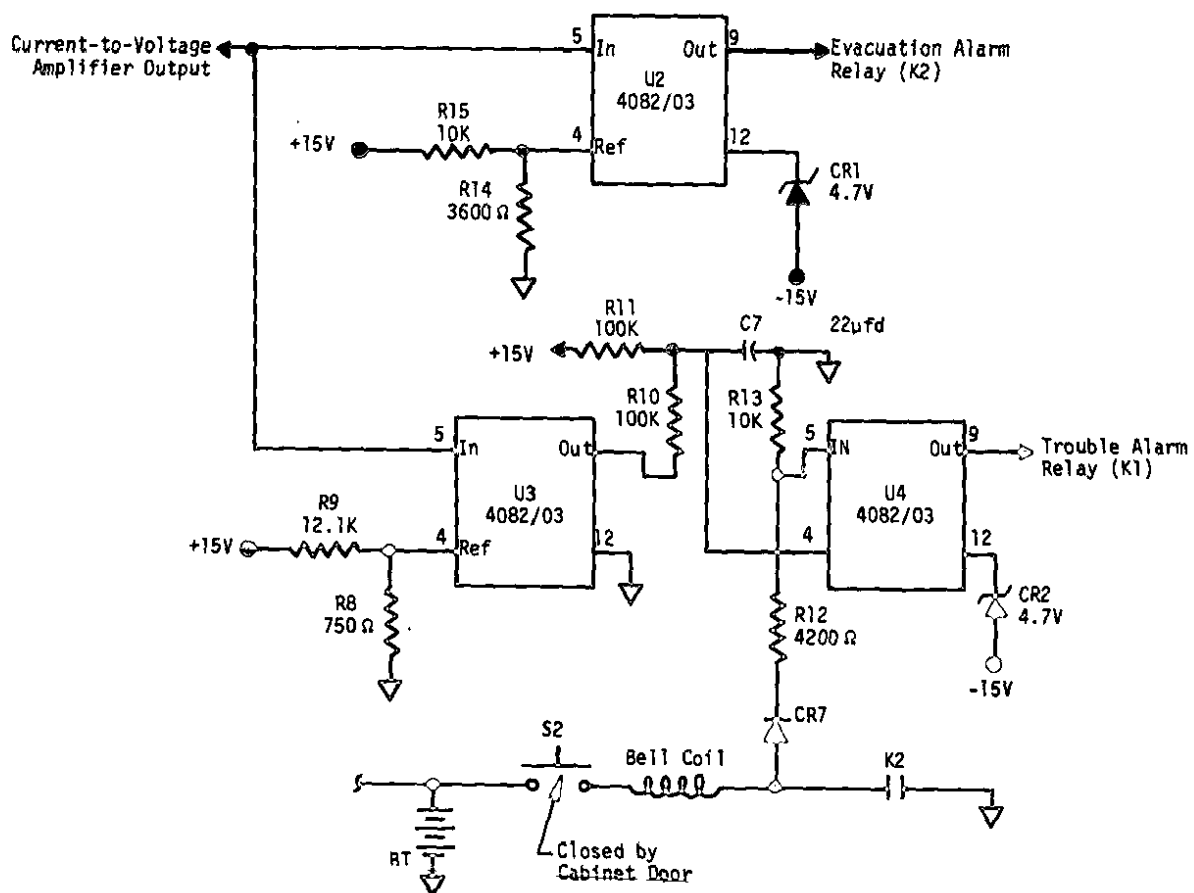 Current-to-Voltage
Amplifier Output
5
In
Out
9
Evacuation Alarm
Relay (K2)
U2
4082/03
+15V
R15
10K
4
Ref
12
R14
3600 Ω
CR1
4.7V
-15V
R11
100K
C7
22µfd
+15V
R10
100K
R13
10K
5
In
Out
5
IN
Out
9
Trouble Alarm
Relay (K1)
U3
4082/03
U4
4082/03
R9
12.1K
+15V
4
Ref
12
4
12
R8
750 Ω
R12
4200 Ω
CR2
4.7V
-15V
CR7
S2
Bell Coil
K2
BT
Closed by
Cabinet Door